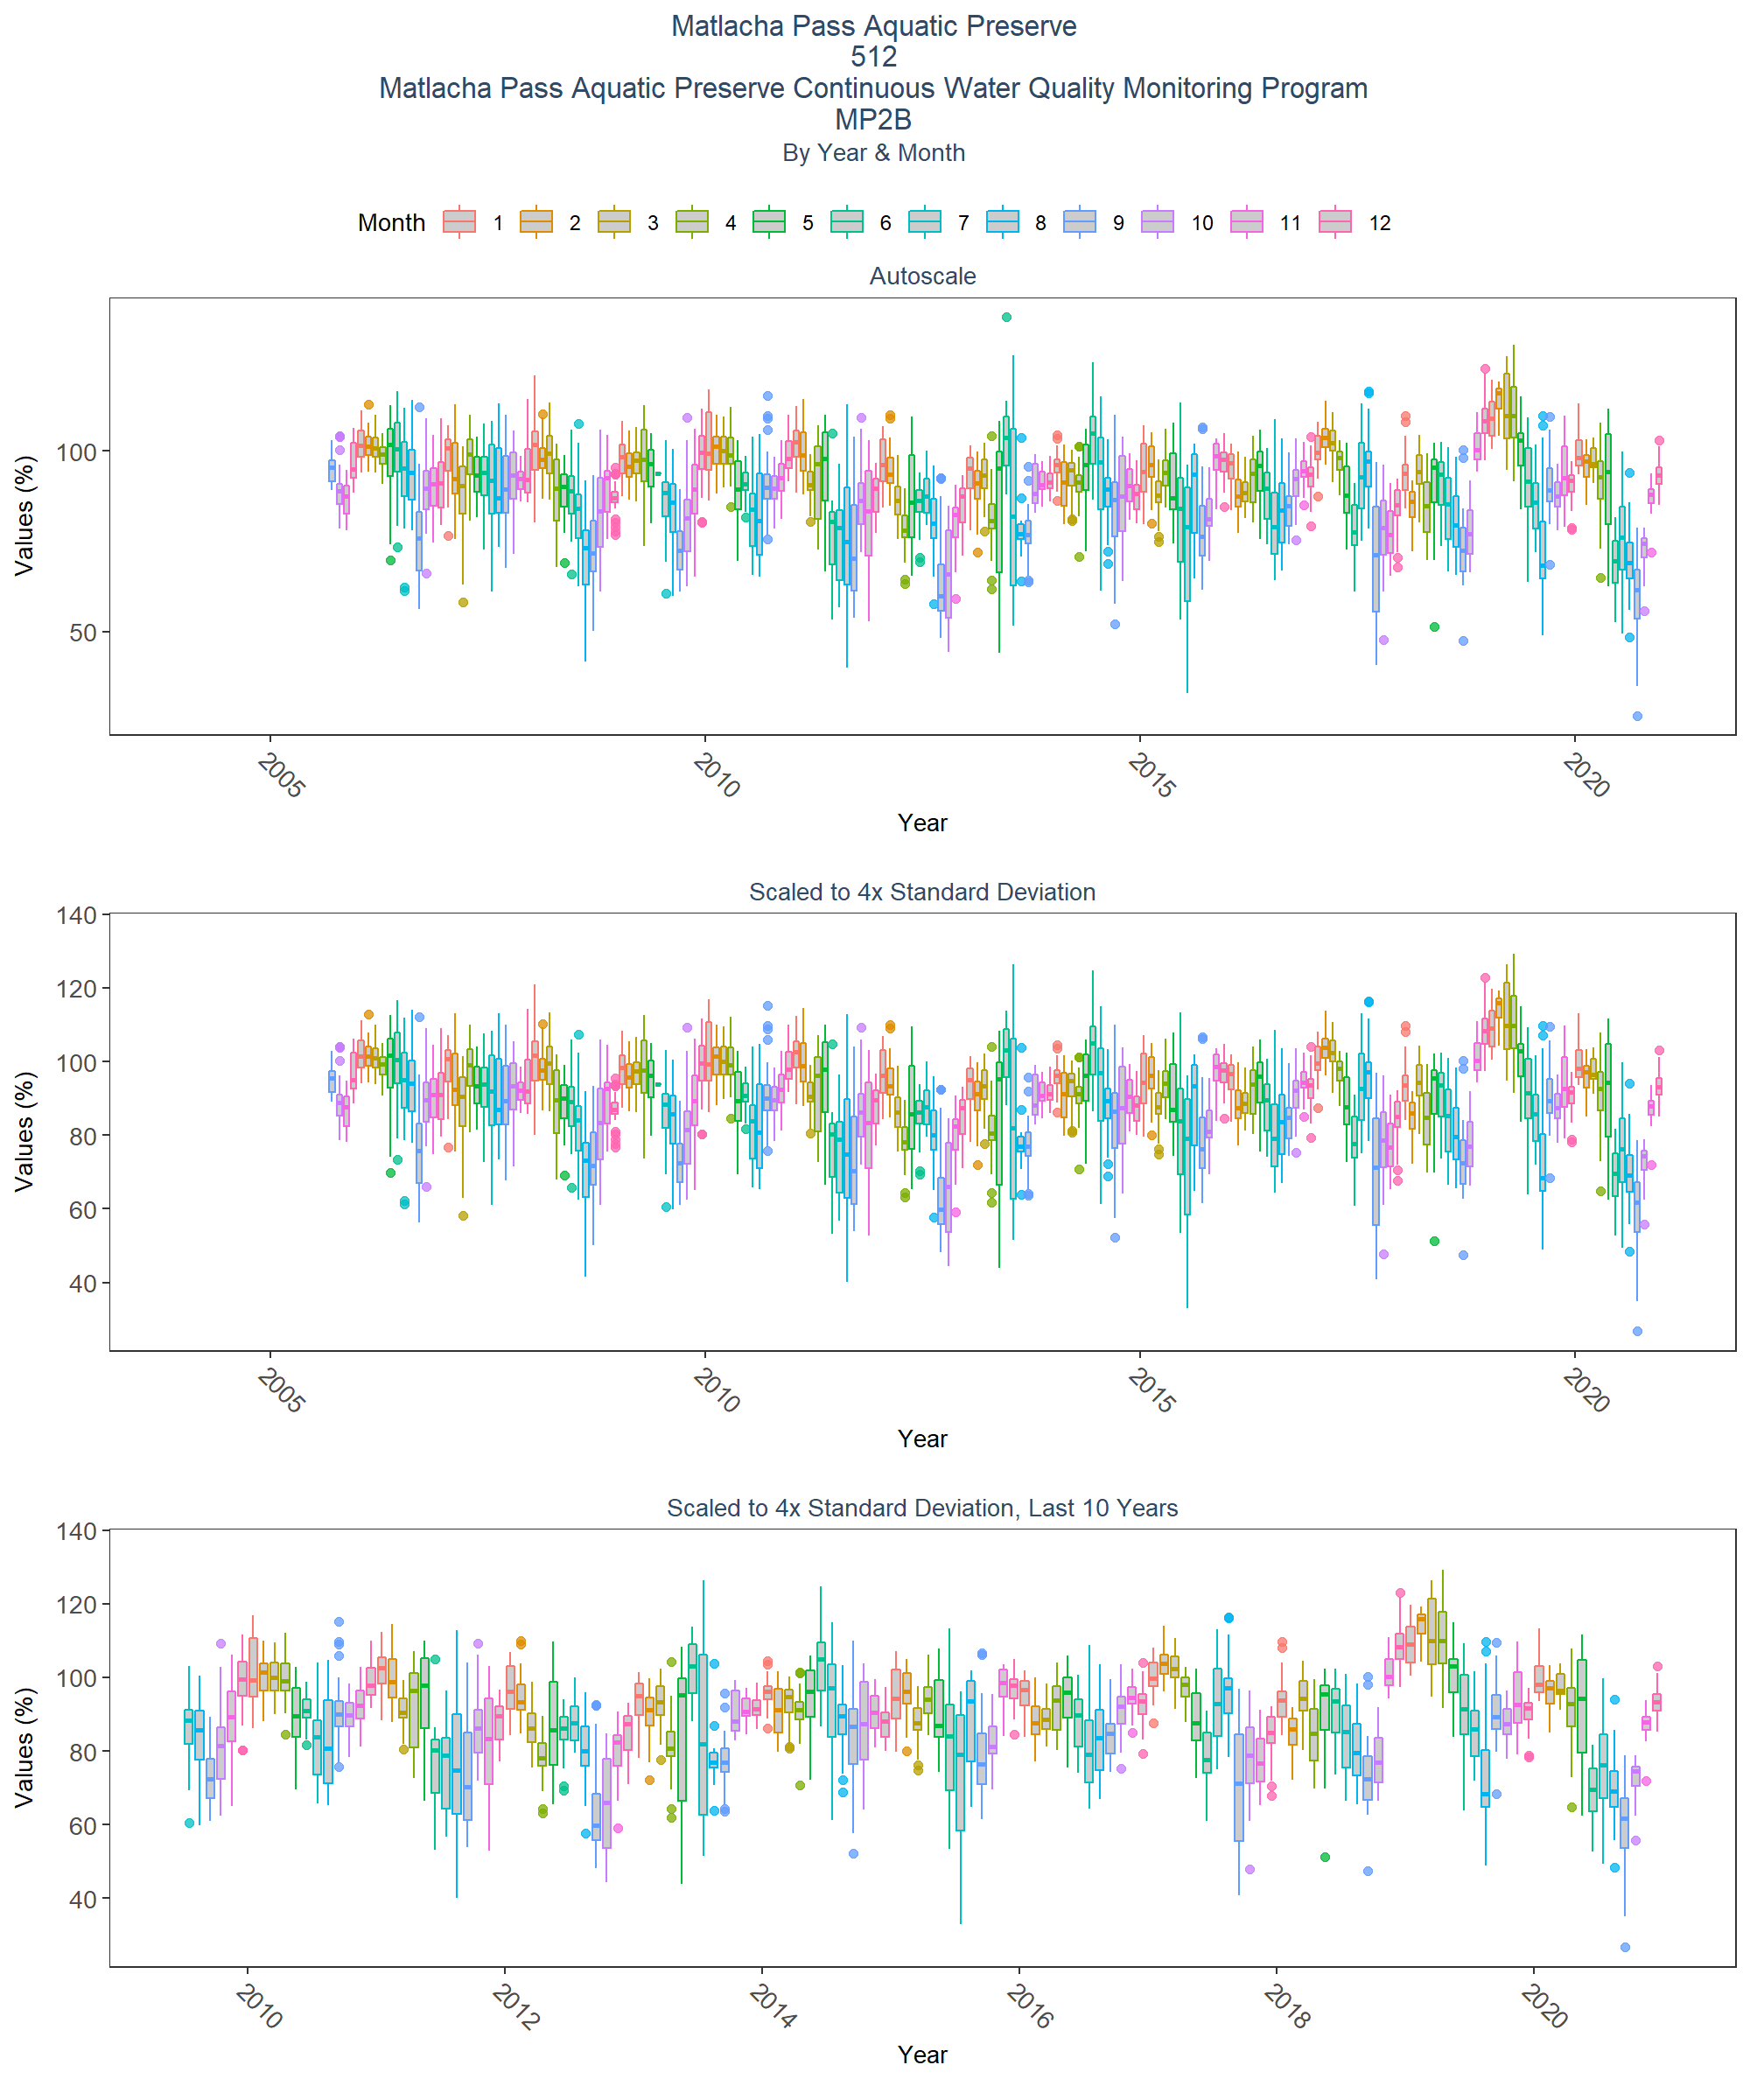 Matlacha Pass Aquatic Preserve
512
Matlacha Pass Aquatic Preserve Continuous Water Quality Monitoring Program
MP2B
By Year & Month
Month 1 2 3 4 5 6 7 8 9 10 11 12
Autoscale
Values (%)
100
50
2005 2010 2015 2020
Year
Scaled to 4x Standard Deviation
Values (%)
140
120
100
80
60
40
2005 2010 2015 2020
Year
Scaled to 4x Standard Deviation, Last 10 Years
Values (%)
140
120
100
80
60
40
2010 2012 2014 2016 2018 2020
Year